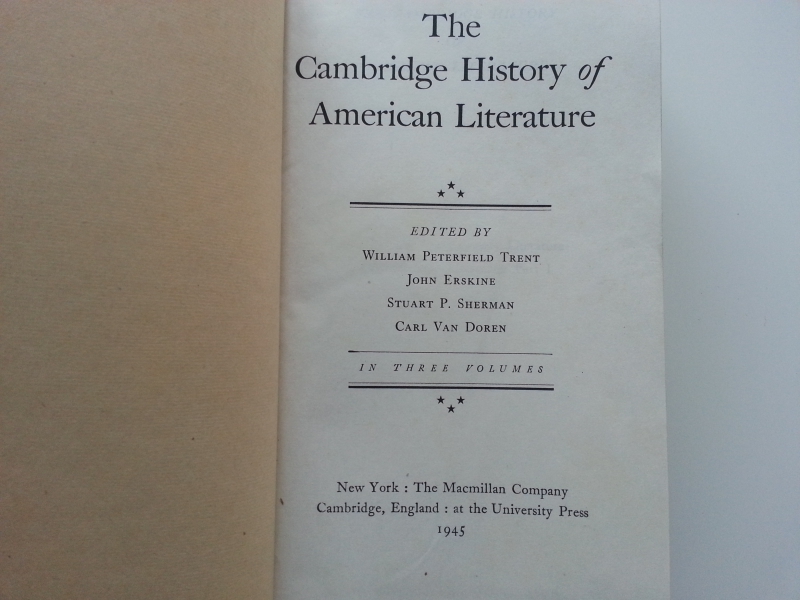 The
Cambridge History of
American Literature
EDITED BY
William Peterfield Trent
John Erskine
Stuart P. Sherman
Carl Van Doren
IN THREE VOLUMES
New York : The Macmillan Company
Cambridge, England : at the University Press
1945